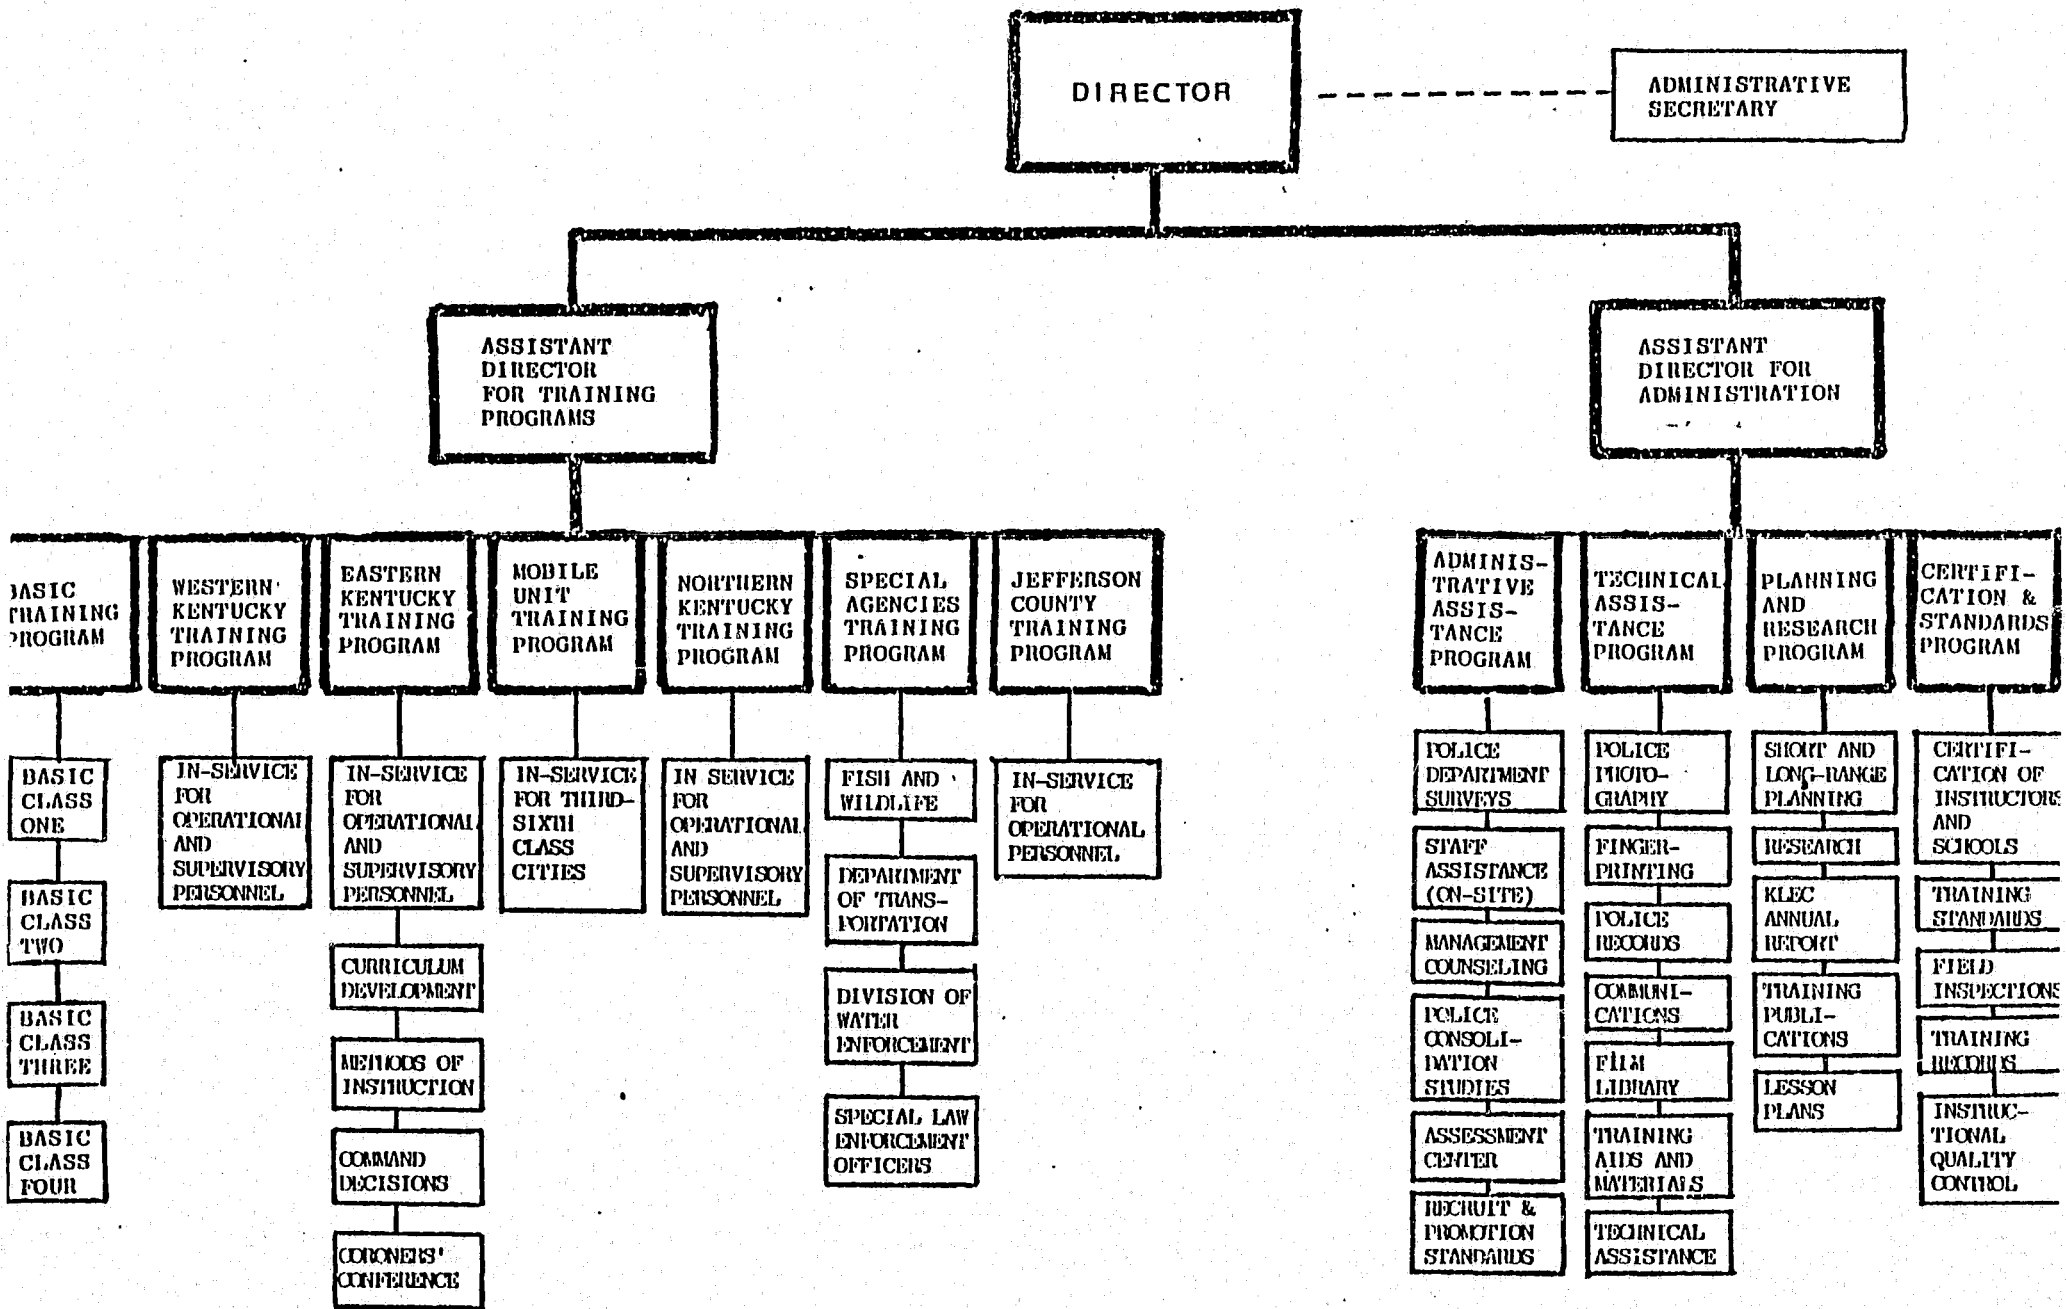 DIRECTOR
ADMINISTRATIVE
SECRETARY
ASSISTANT
DIRECTOR
FOR TRAINING
PROGRAMS
ASSISTANT
DIRECTOR FOR
ADMINISTRATION
BASIC
TRAINING
PROGRAM
WESTERN
KENTUCKY
TRAINING
PROGRAM
EASTERN
KENTUCKY
TRAINING
PROGRAM
MOBILE
UNIT
TRAINING
PROGRAM
NORTHERN
KENTUCKY
TRAINING
PROGRAM
SPECIAL
AGENCIES
TRAINING
PROGRAM
JEFFERSON
COUNTY
TRAINING
PROGRAM
ADMINIS-
TRATIVE
ASSIS-
TANCE
PROGRAM
TECHNICAL
ASSIS-
TANCE
PROGRAM
PLANNING
AND
RESEARCH
PROGRAM
CERTIFI-
CATION &
STANDARDS
PROGRAM
BASIC
CLASS
ONE
BASIC
CLASS
TWO
BASIC
CLASS
THREE
BASIC
CLASS
FOUR
IN-SERVICE
FOR
OPERATIONAL
AND
SUPERVISORY
PERSONNEL
IN-SERVICE
FOR
OPERATIONAL
AND
SUPERVISORY
PERSONNEL
CURRICULUM
DEVELOPMENT
METHODS OF
INSTRUCTION
COMMAND
DECISIONS
CORONERS'
CONFERENCE
IN-SERVICE
FOR THIRD-
SIXTH
CLASS
CITIES
IN SERVICE
FOR
OPERATIONAL
AND
SUPERVISORY
PERSONNEL
FISH AND
WILDLIFE
DEPARTMENT
OF TRANS-
PORTATION
DIVISION OF
WATER
ENFORCEMENT
SPECIAL LAW
ENFORCEMENT
OFFICERS
IN-SERVICE
FOR
OPERATIONAL
PERSONNEL
POLICE
DEPARTMENT
SURVEYS
STAFF
ASSISTANCE
(ON-SITE)
MANAGEMENT
COUNSELING
POLICE
CONSOLI-
DATION
STUDIES
ASSESSMENT
CENTER
RECRUIT &
PROMOTION
STANDARDS
POLICE
PHOTO-
GRAPHY
FINGER-
PRINTING
POLICE
RECORDS
COMMUNI-
CATIONS
FILM
LIBRARY
TRAINING
AIDS AND
MATERIALS
TECHNICAL
ASSISTANCE
SHORT AND
LONG-RANGE
PLANNING
RESEARCH
KLEC
ANNUAL
REPORT
TRAINING
PUBLI-
CATIONS
LESSON
PLANS
CERTIFI-
CATION OF
INSTRUCTORS
AND
SCHOOLS
TRAINING
STANDARDS
FIELD
INSPECTIONS
TRAINING
RECORDS
INSTRUC-
TIONAL
QUALITY
CONTROL